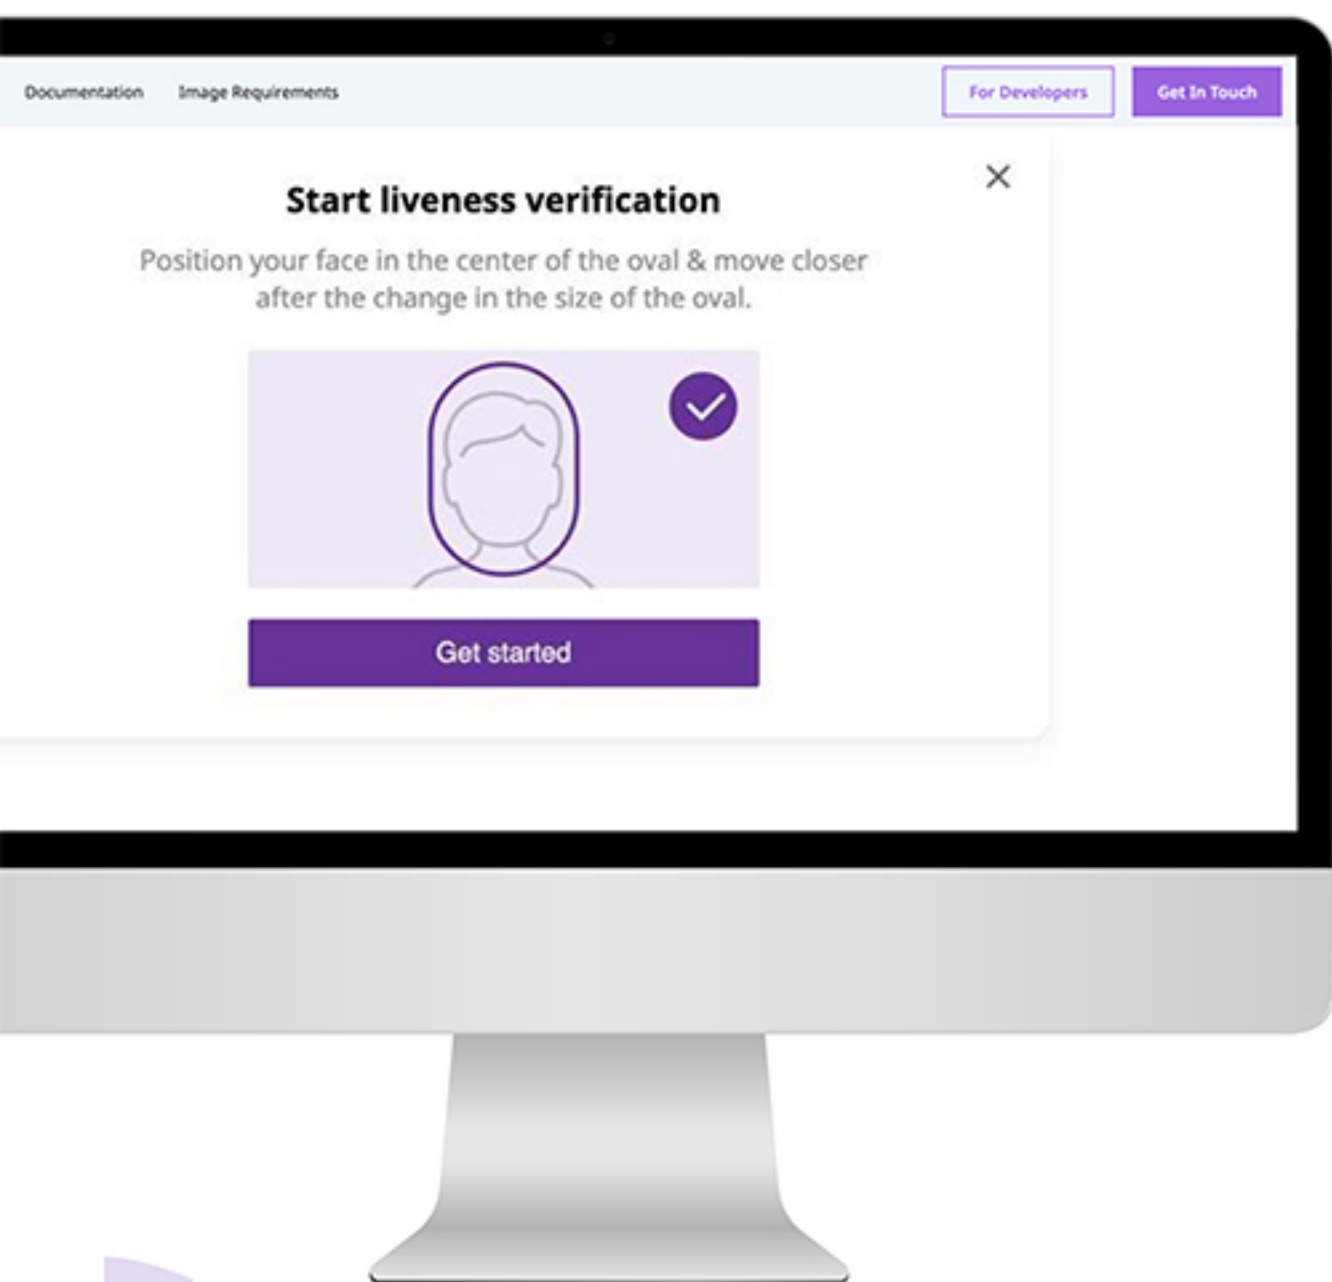 Documentation Image Requirements For Developers Get In Touch
Start liveness verification
Position your face in the center of the oval & move closer
after the change in the size of the oval.
Get started